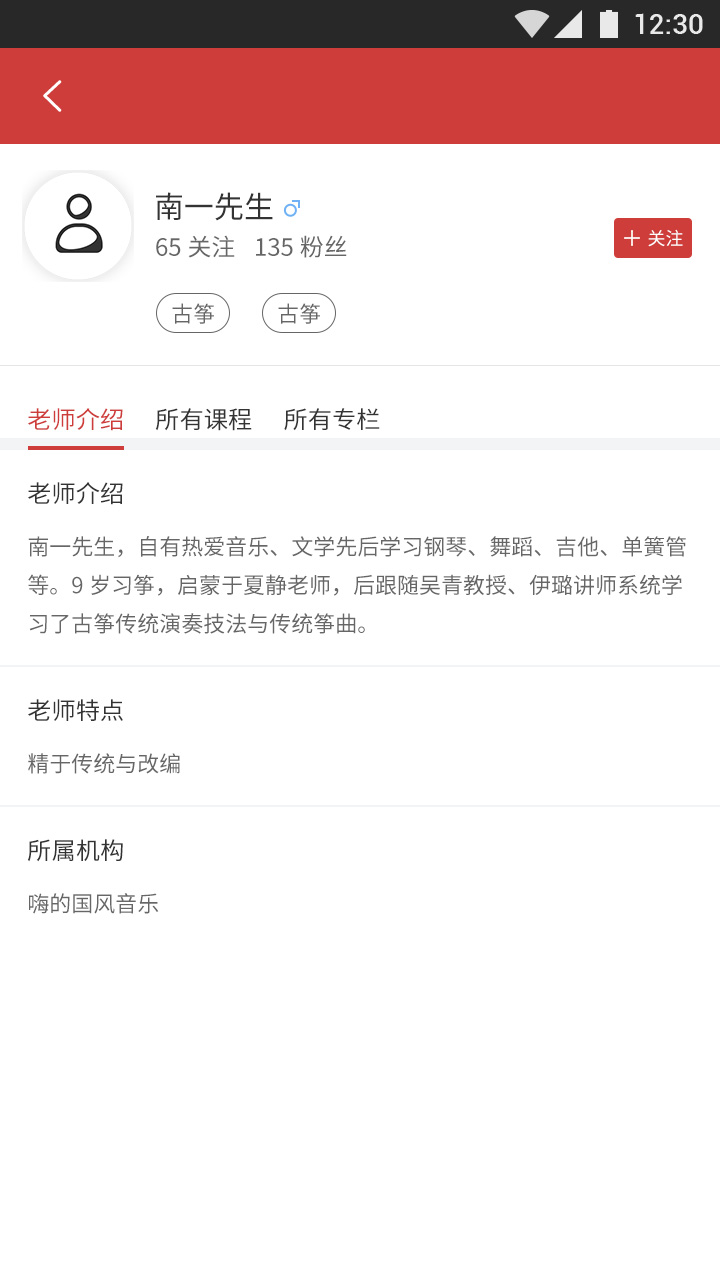 12:30
南一先生
65 关注 135 粉丝
+ 关注
古筝 古筝
老师介绍 所有课程 所有专栏
老师介绍
南一先生，自有热爱音乐、文学先后学习钢琴、舞蹈、吉他、单簧管
等。9 岁习筝，启蒙于夏静老师，后跟随吴青教授、伊璐讲师系统学
习了古筝传统演奏技法与传统筝曲。
老师特点
精于传统与改编
所属机构
嗨的国风音乐